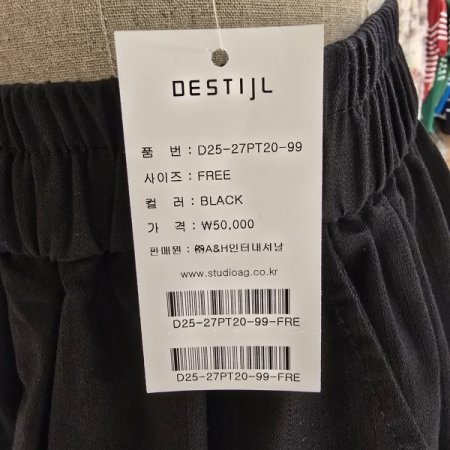 DESTIJL
품 번 : D25-27PT20-99
사이즈 : FREE
컬 러 : BLACK
가 격 : ₩50,000
판매원 : ㈜A&H인터내셔날
www.studioag.co.kr
D25-27PT20-99-FRE
D25-27PT20-99-FRE